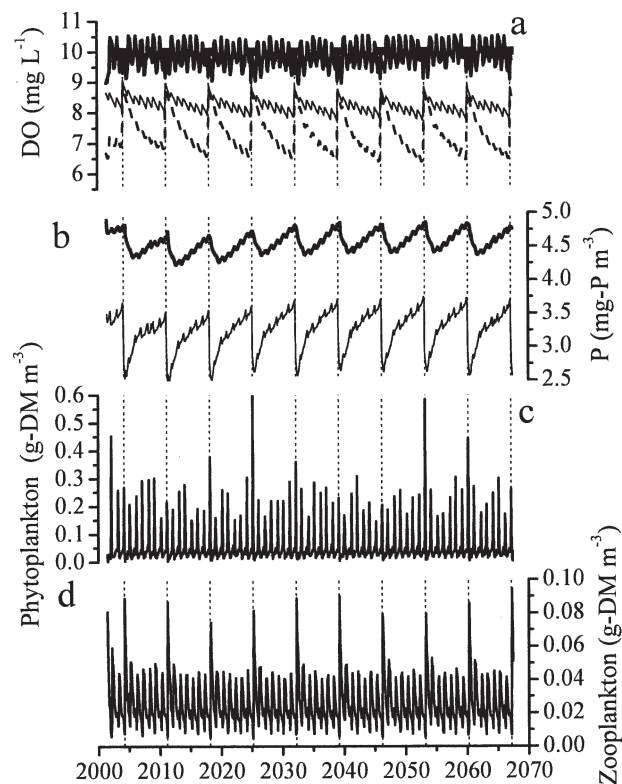 a
11
10
9
8
7
6
DO (mg L⁻¹)
b
5.0
4.5
4.0
3.5
3.0
2.5
P (mg-P m⁻³)
c
0.6
0.5
0.4
0.3
0.2
0.1
0.0
Phytoplankton (g-DM m⁻³)
d
0.10
0.08
0.06
0.04
0.02
0.00
Zooplankton (g-DM m⁻³)
2000 2010 2020 2030 2040 2050 2060 2070